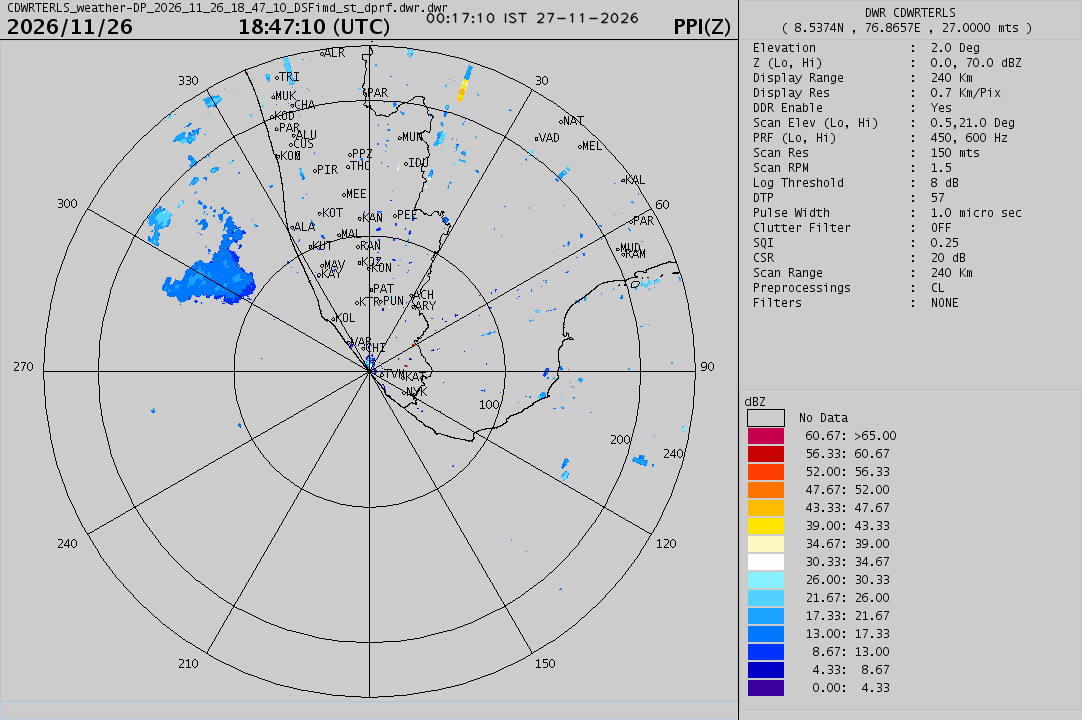 CDWRTERLS_weather-DP_2026_11_26_18_47_10_DSFimd_st_dprf.dwr.dwr
00:17:10 IST 27-11-2026
2026/11/26 18:47:10 (UTC) PPI(Z)
DWR CDWRTERLS
( 8.5374N , 76.8657E , 27.0000 mts )
Elevation : 2.0 Deg
Z (Lo, Hi) : 0.0, 70.0 dBZ
Display Range : 240 Km
Display Res : 0.7 Km/Pix
DDR Enable : Yes
Scan Elev (Lo, Hi) : 0.5,21.0 Deg
PRF (Lo, Hi) : 450, 600 Hz
Scan Res : 150 mts
Scan RPM : 1.5
Log Threshold : 8 dB
DTP : 57
Pulse Width : 1.0 micro sec
Clutter Filter : OFF
SQI : 0.25
CSR : 20 dB
Scan Range : 240 Km
Preprocessings : CL
Filters : NONE
dBZ
No Data
60.67: >65.00
56.33: 60.67
52.00: 56.33
47.67: 52.00
43.33: 47.67
39.00: 43.33
34.67: 39.00
30.33: 34.67
26.00: 30.33
21.67: 26.00
17.33: 21.67
13.00: 17.33
8.67: 13.00
4.33: 8.67
0.00: 4.33
ALR
330
TRI
30
MUK
PAR
CHA
KOD
NAT
PAR
ALU
MUN
VAD
CUS
MEL
PPZ
IDU
THO
PIR
KAL
MEE
300
60
KOT
KAN
PEE
PAR
ALA
MAL
KUT
RAN
MUD
RAM
MAV
KON
KAY
PAT
ACH
KTR
PUN
ARY
KOL
VAR
CHI
270
90
TVM
KAT
NYK
100
200
240
240
120
210
150